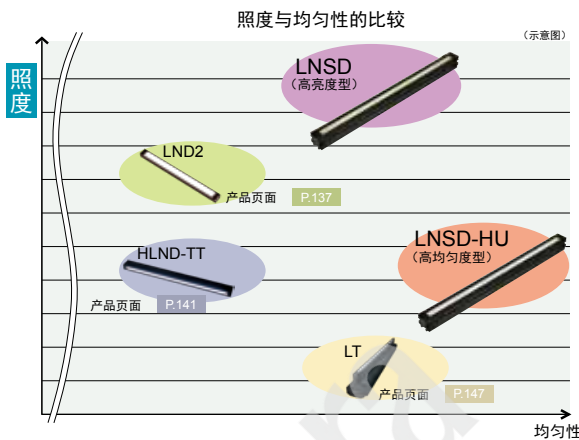 照度与均匀性的比较
（示意图）
照度
LNSD
（高亮度型）
LND2
产品页面 P.137
LNSD-HU
（高均匀度型）
HLND-TT
产品页面 P.141
LT
产品页面 P.147
均匀性